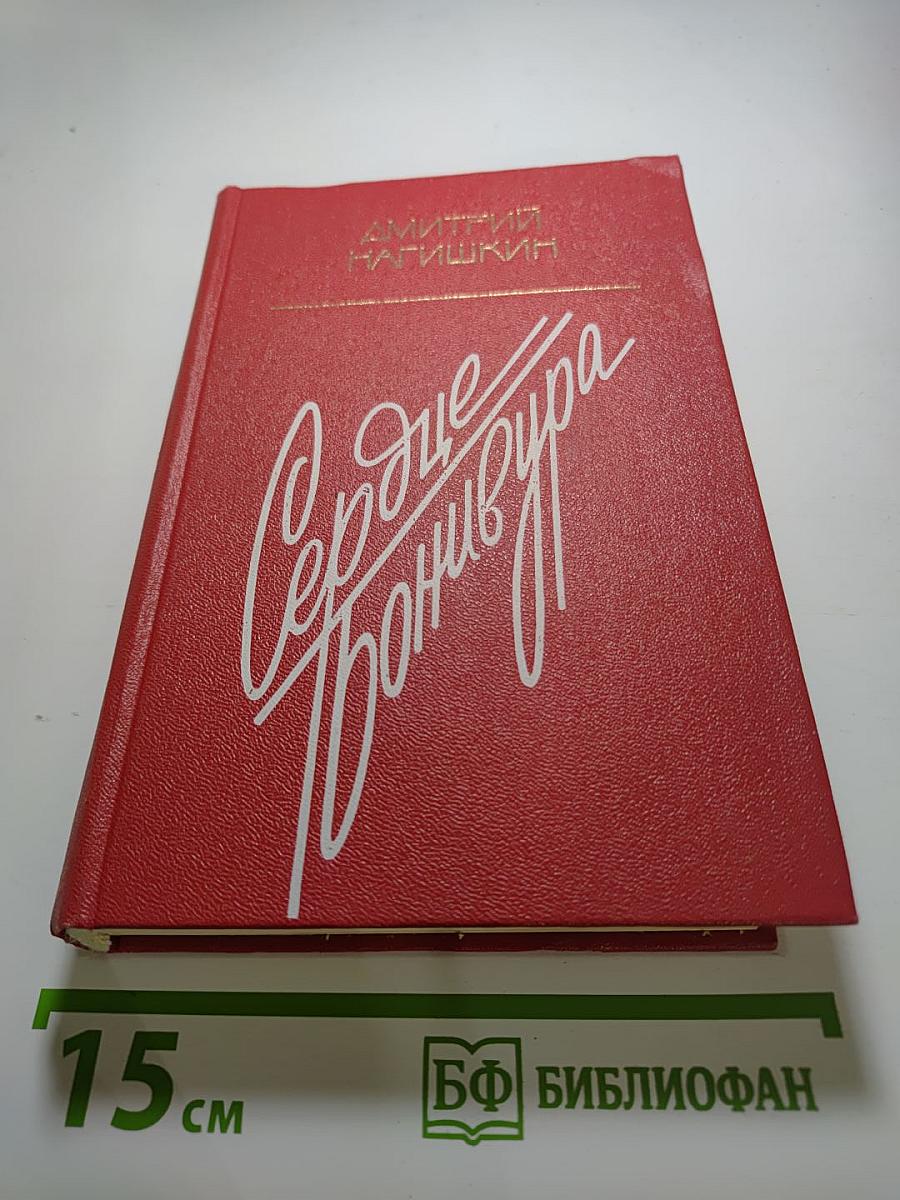 ДМИТРИЙ
НАГИШКИН
Сердце
Бонивура
15 см
БФ БИБЛИОФАН